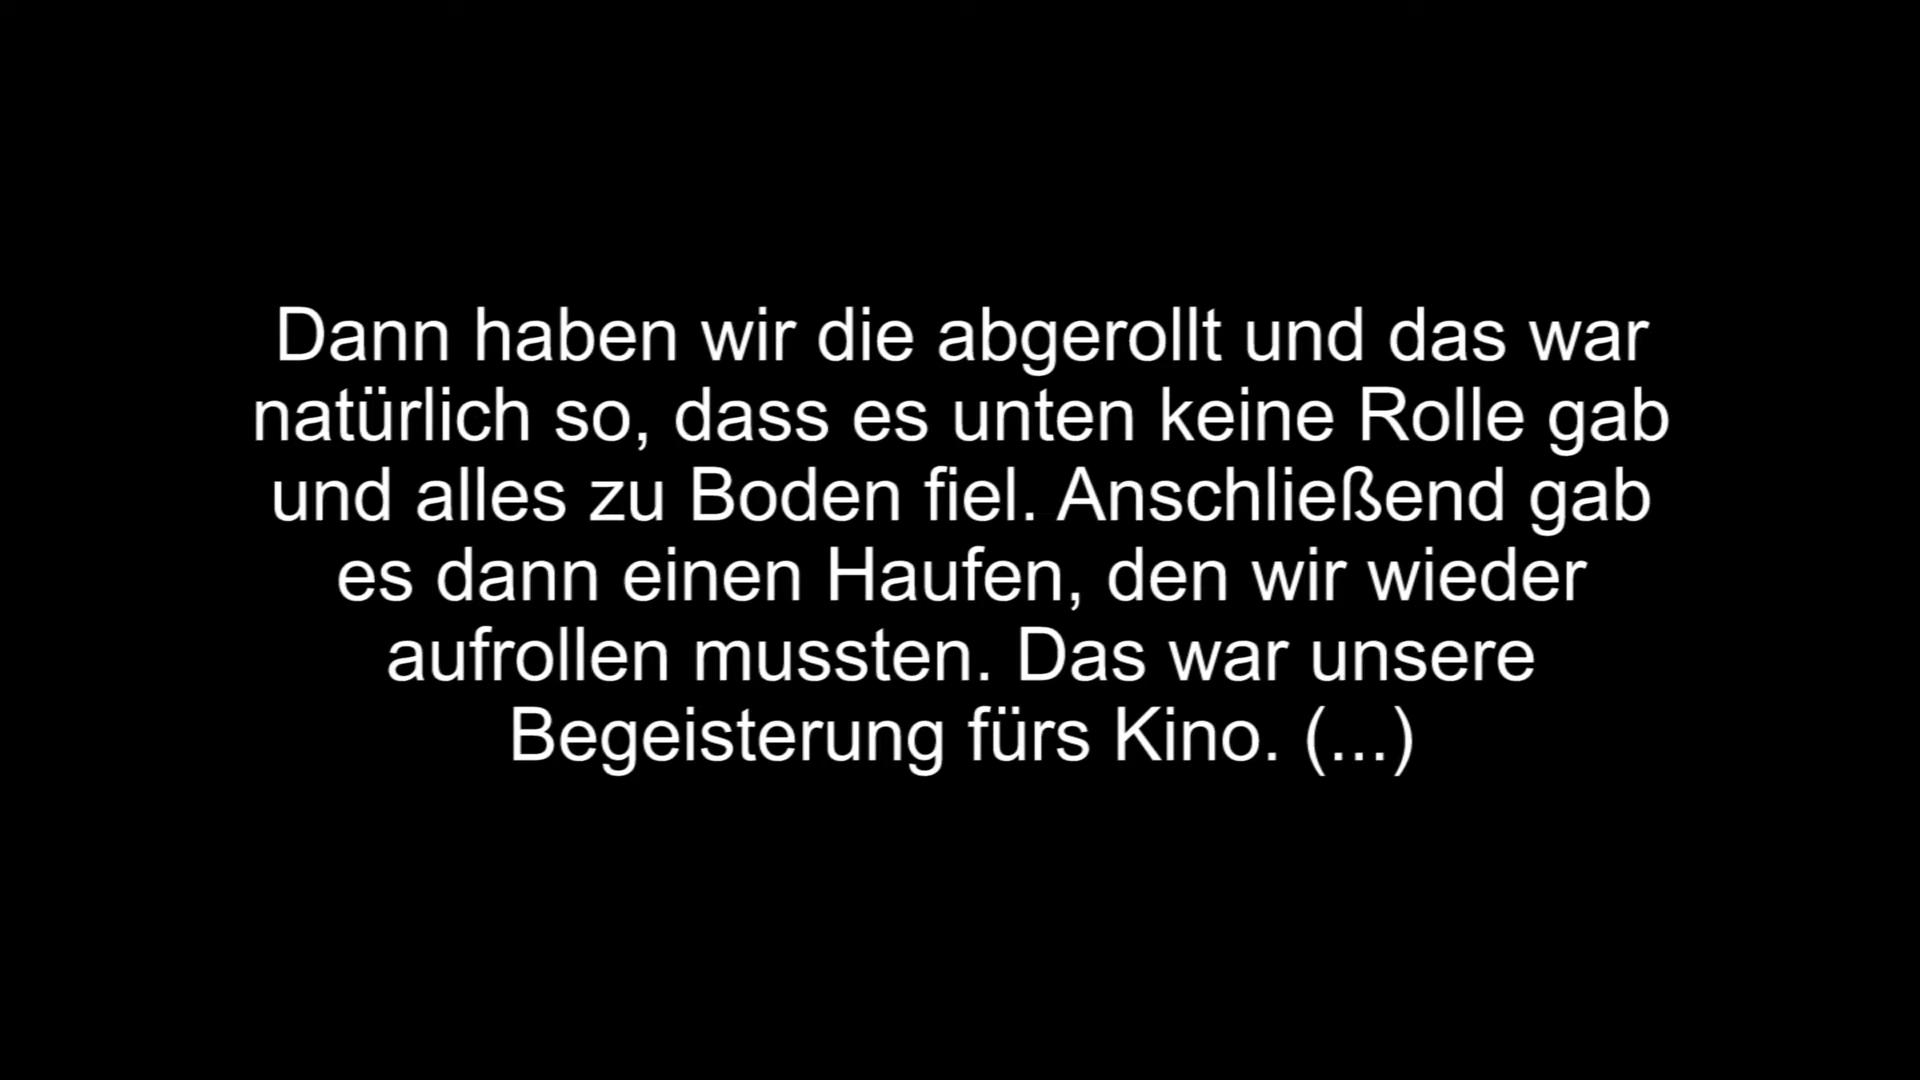 Dann haben wir die abgerollt und das war
natürlich so, dass es unten keine Rolle gab
und alles zu Boden fiel. Anschließend gab
es dann einen Haufen, den wir wieder
aufrollen mussten. Das war unsere
Begeisterung fürs Kino. (...)